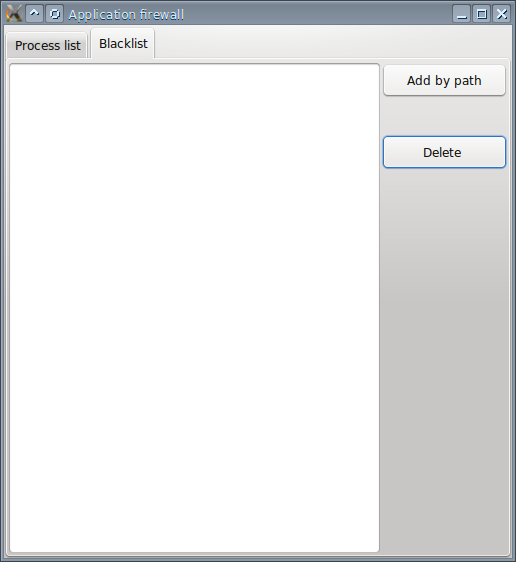 Application firewall
Process list
Blacklist
Add by path
Delete